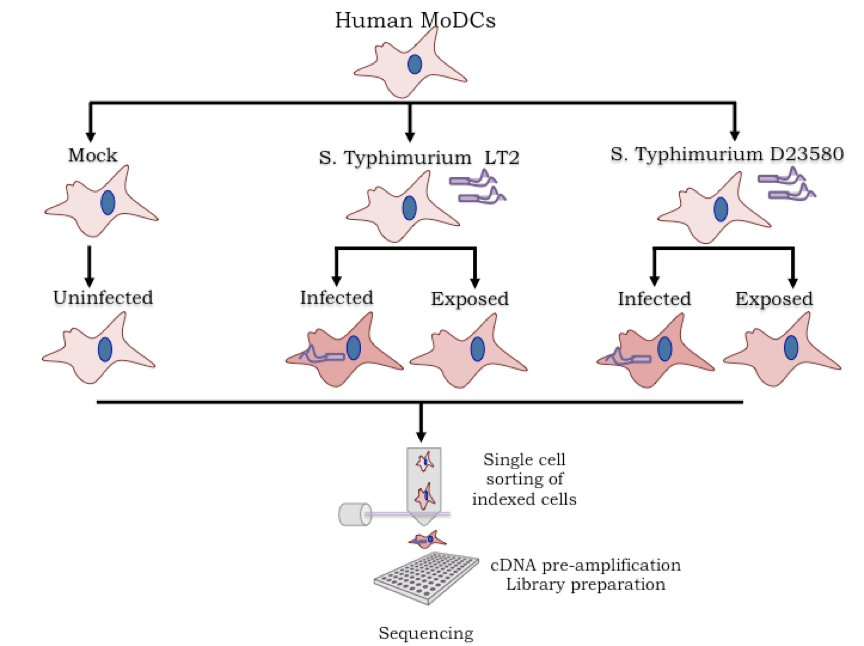 Human MoDCs
Mock
S. Typhimurium LT2
S. Typhimurium D23580
Uninfected
Infected
Exposed
Infected
Exposed
Single cell
sorting of
indexed cells
cDNA pre-amplification
Library preparation
Sequencing